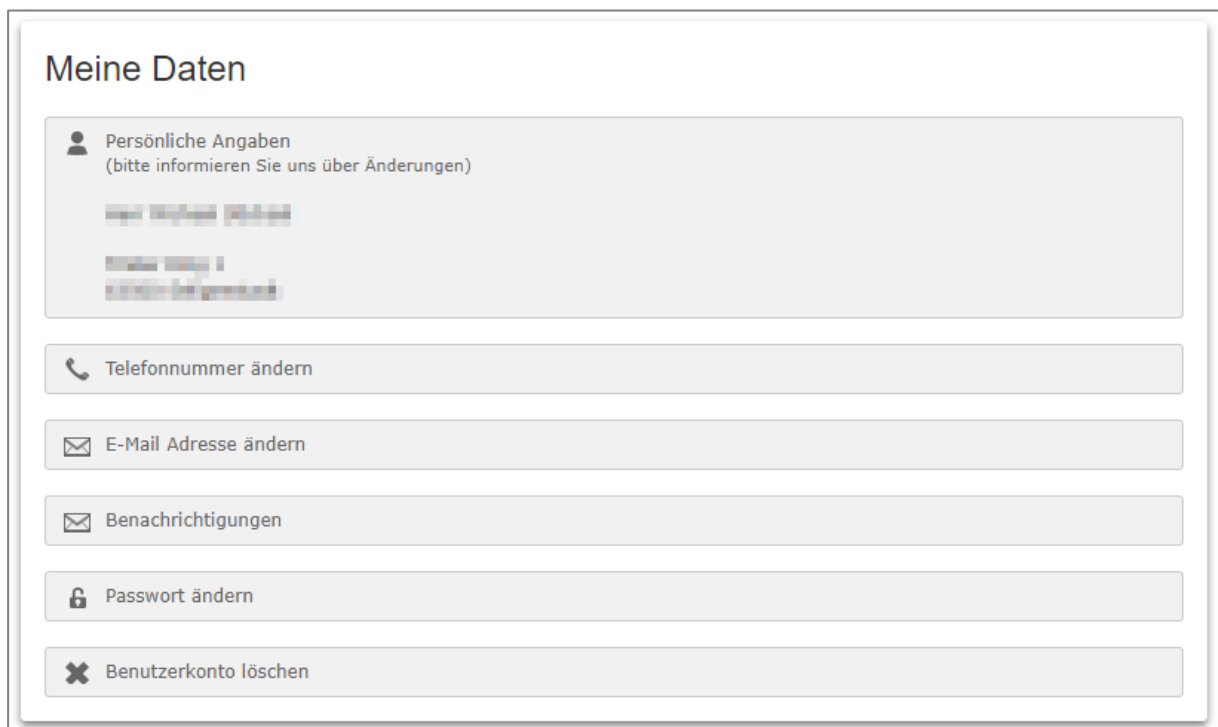 Meine Daten
Persönliche Angaben
(bitte informieren Sie uns über Änderungen)
Telefonnummer ändern
E-Mail Adresse ändern
Benachrichtigungen
Passwort ändern
Benutzerkonto löschen